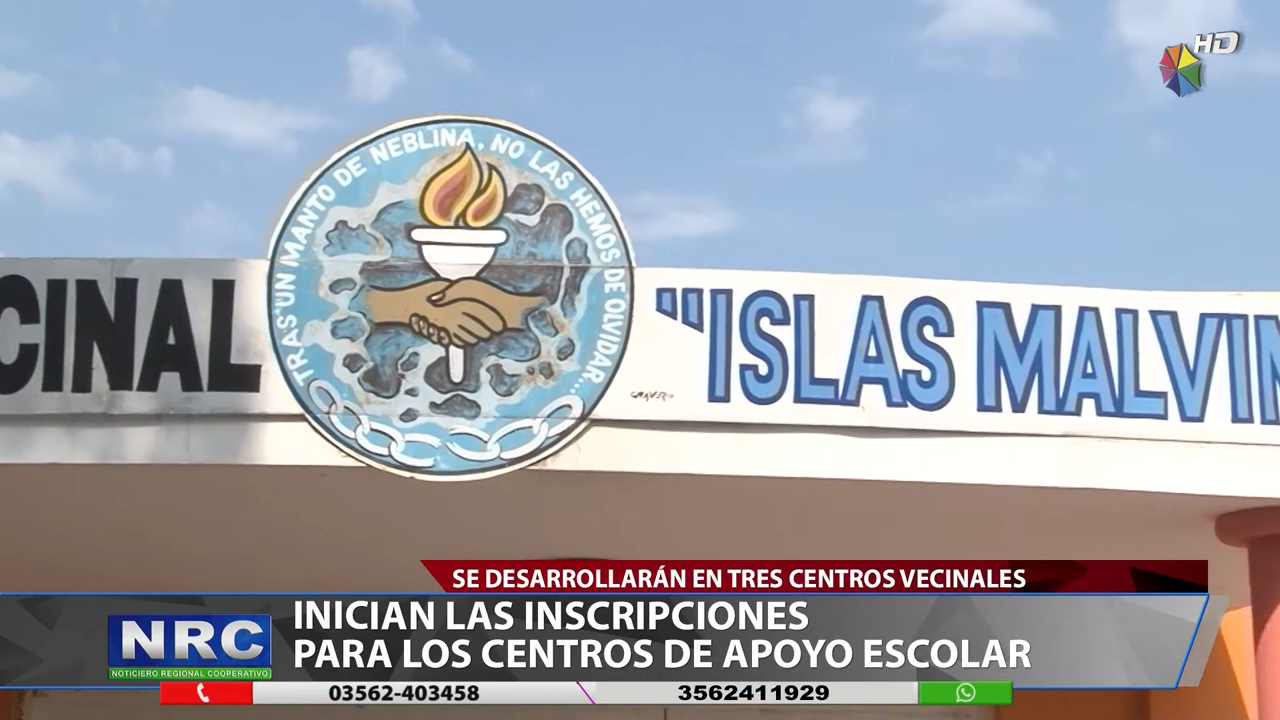 HD
TRAS UN MANTO DE NEBLINA, NO LAS HEMOS DE OLVIDAR...
CINAL
"ISLAS MALVIN
SE DESARROLLARÁN EN TRES CENTROS VECINALES
INICIAN LAS INSCRIPCIONES
PARA LOS CENTROS DE APOYO ESCOLAR
NRC
NOTICIERO REGIONAL COOPERATIVO
03562-403458
3562411929